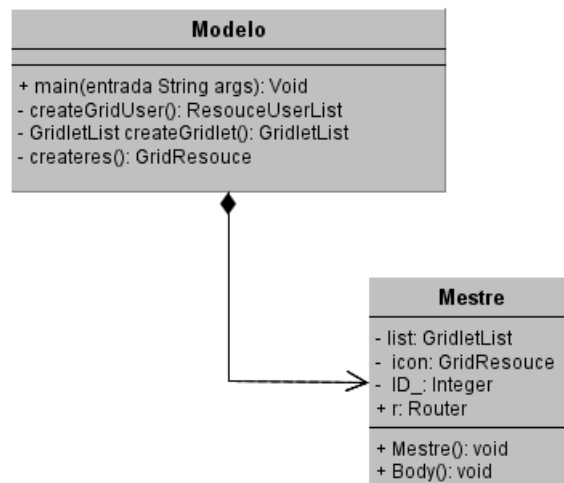 Modelo
+ main(entrada String args): Void
- createGridUser(): ResouceUserList
- GridletList createGridlet(): GridletList
- createres(): GridResouce
Mestre
- list: GridletList
- icon: GridResouce
- ID_: Integer
+ r: Router
+ Mestre(): void
+ Body(): void